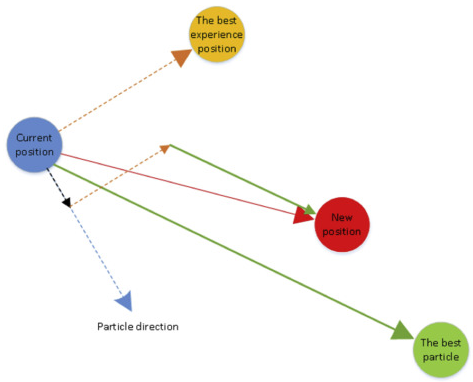 The best
experience
position
Current
position
New
position
Particle direction
The best
particle